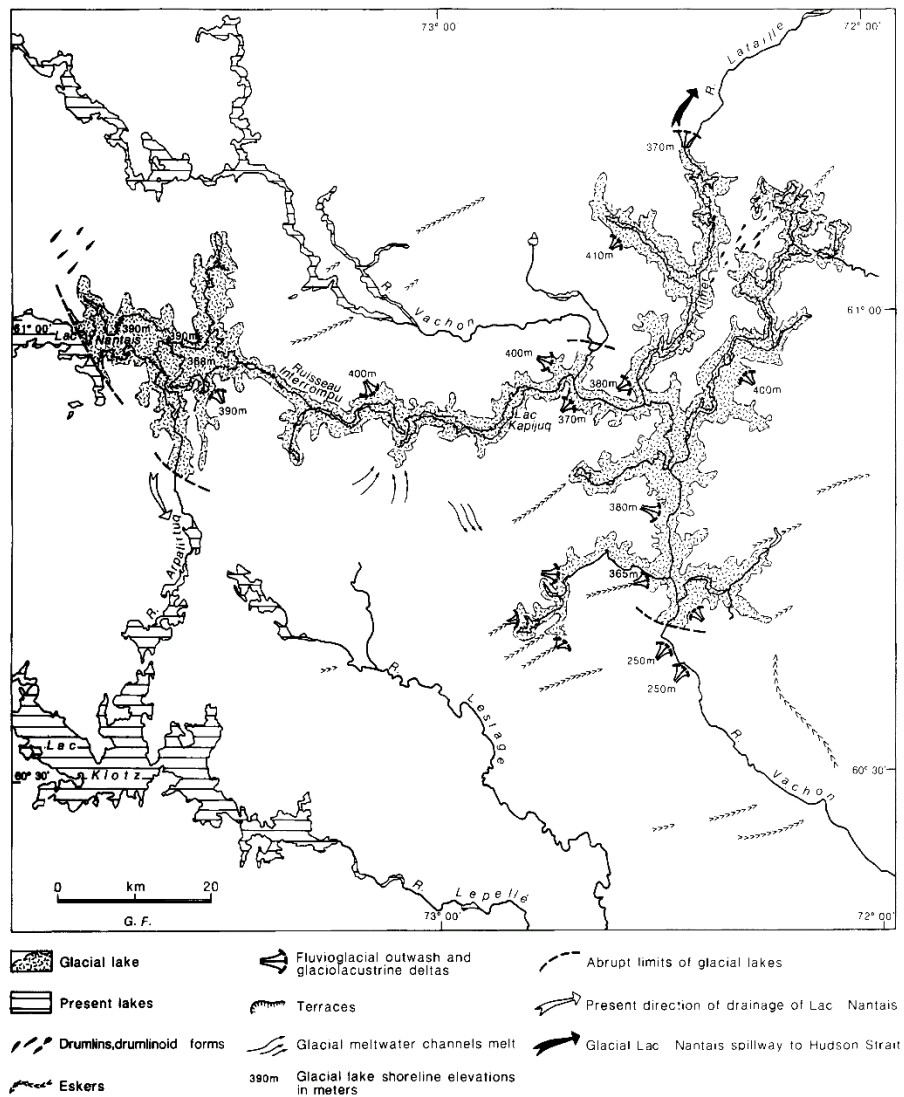 73° 00'
72° 00'
R. Lataille
370m
410m
R. Vachon
61° 00'
Lac
Nantais
390m
390m
368m
61° 00'
400m
400m
Ruisseau
Interrompu
380m
400m
390m
Lac
Kapijuq
370m
380m
R. Arpalirtuq
365m
250m
250m
R. Lestage
R. Vachon
Lac
Klotz
60° 30'
60° 30'
0 km 20
G. F.
R. Lepellé
73° 00'
72° 00'
Glacial lake
Fluvioglacial outwash and
glaciolacustrine deltas
Abrupt limits of glacial lakes
Present lakes
Terraces
Present direction of drainage of Lac Nantais
Drumlins,drumlinoid forms
Glacial meltwater channels melt
Glacial Lac Nantais spillway to Hudson Strait
Eskers
390m
Glacial lake shoreline elevations
in meters